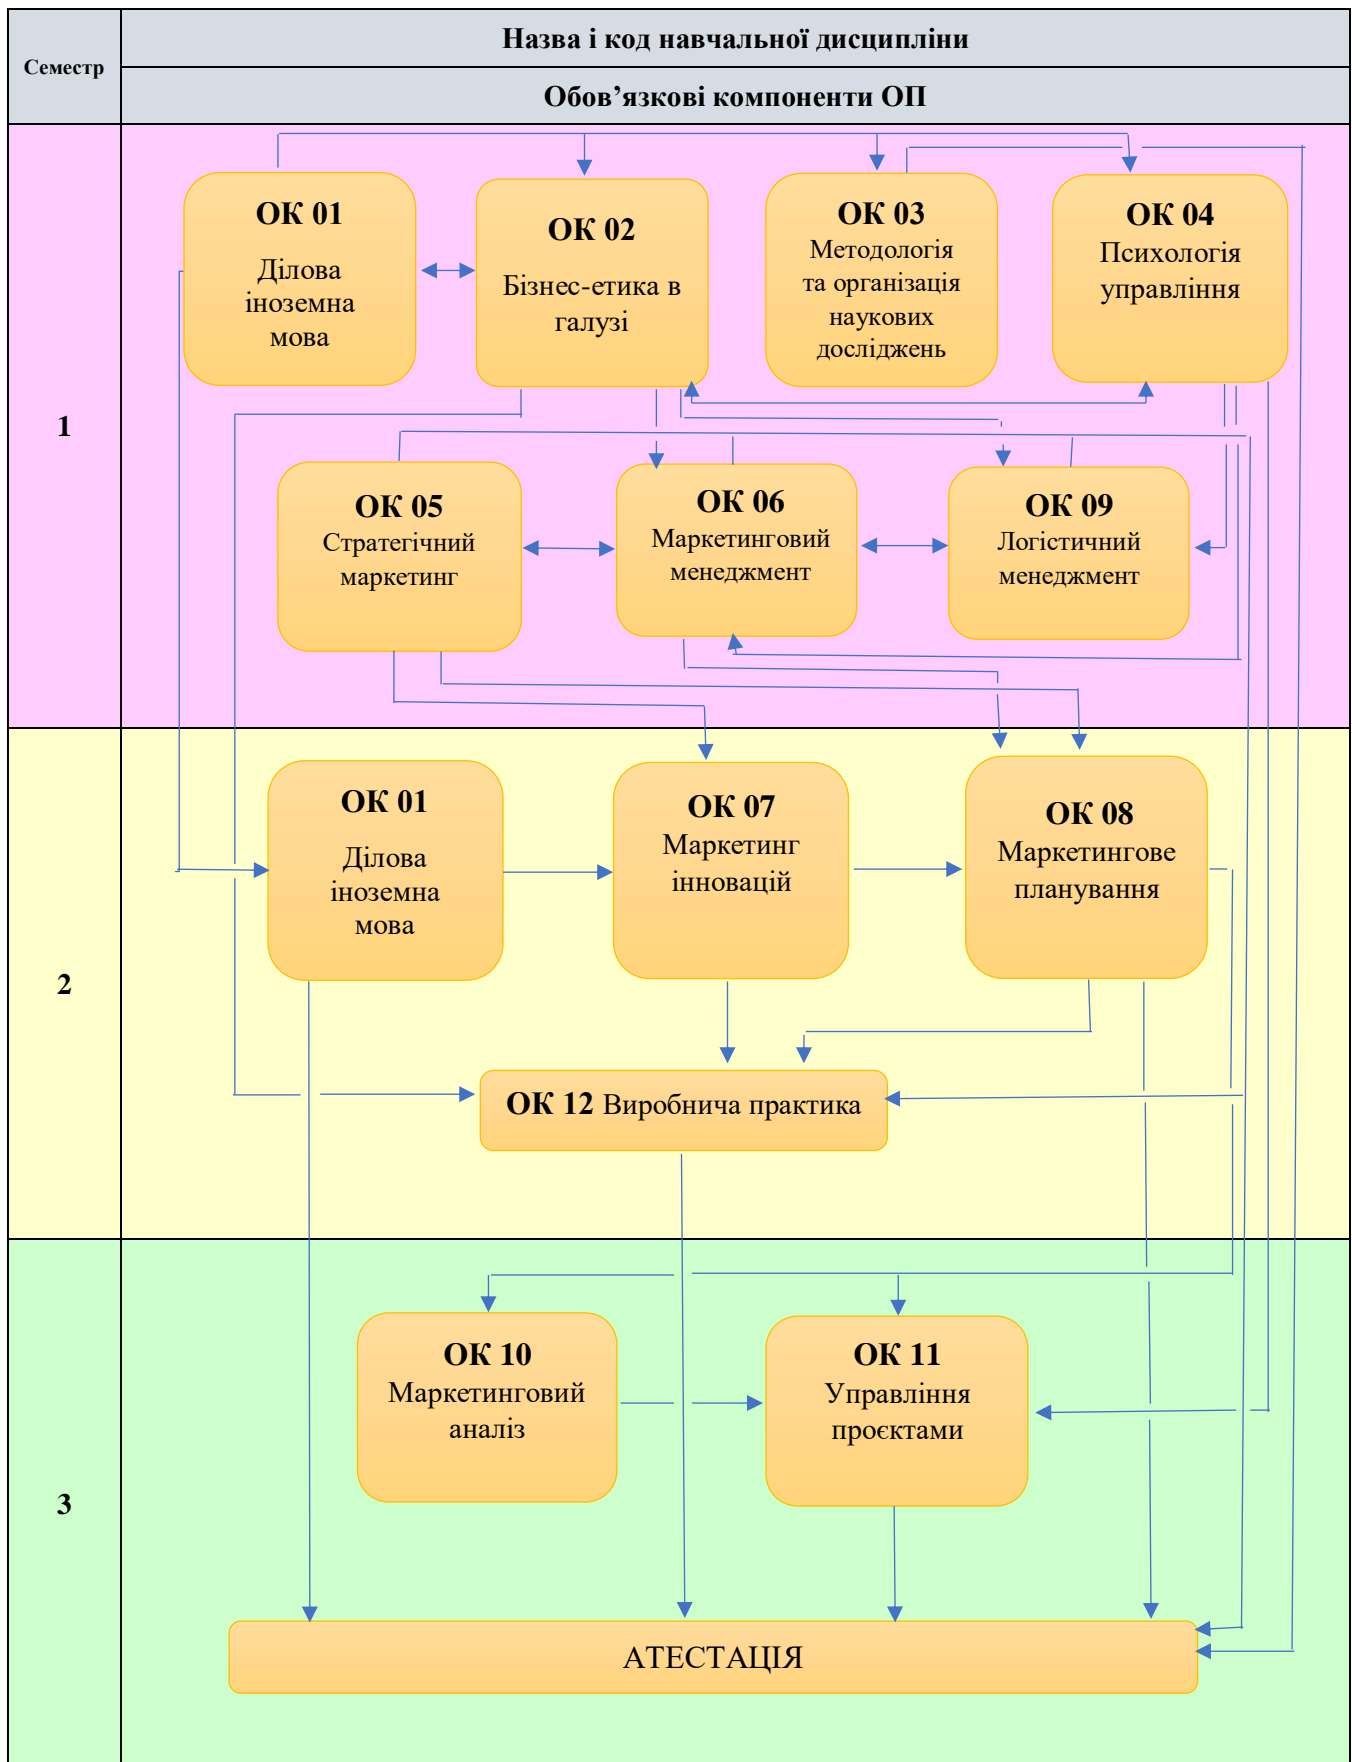 Семестр
Назва і код навчальної дисципліни
Обов’язкові компоненти ОП
1
ОК 01
Ділова
іноземна
мова
ОК 02
Бізнес-етика в
галузі
ОК 03
Методологія
та організація
наукових
досліджень
ОК 04
Психологія
управління
ОК 05
Стратегічний
маркетинг
ОК 06
Маркетинговий
менеджмент
ОК 09
Логістичний
менеджмент
2
ОК 01
Ділова
іноземна
мова
ОК 07
Маркетинг
інновацій
ОК 08
Маркетингове
планування
ОК 12 Виробнича практика
3
ОК 10
Маркетинговий
аналіз
ОК 11
Управління
проєктами
АТЕСТАЦІЯ